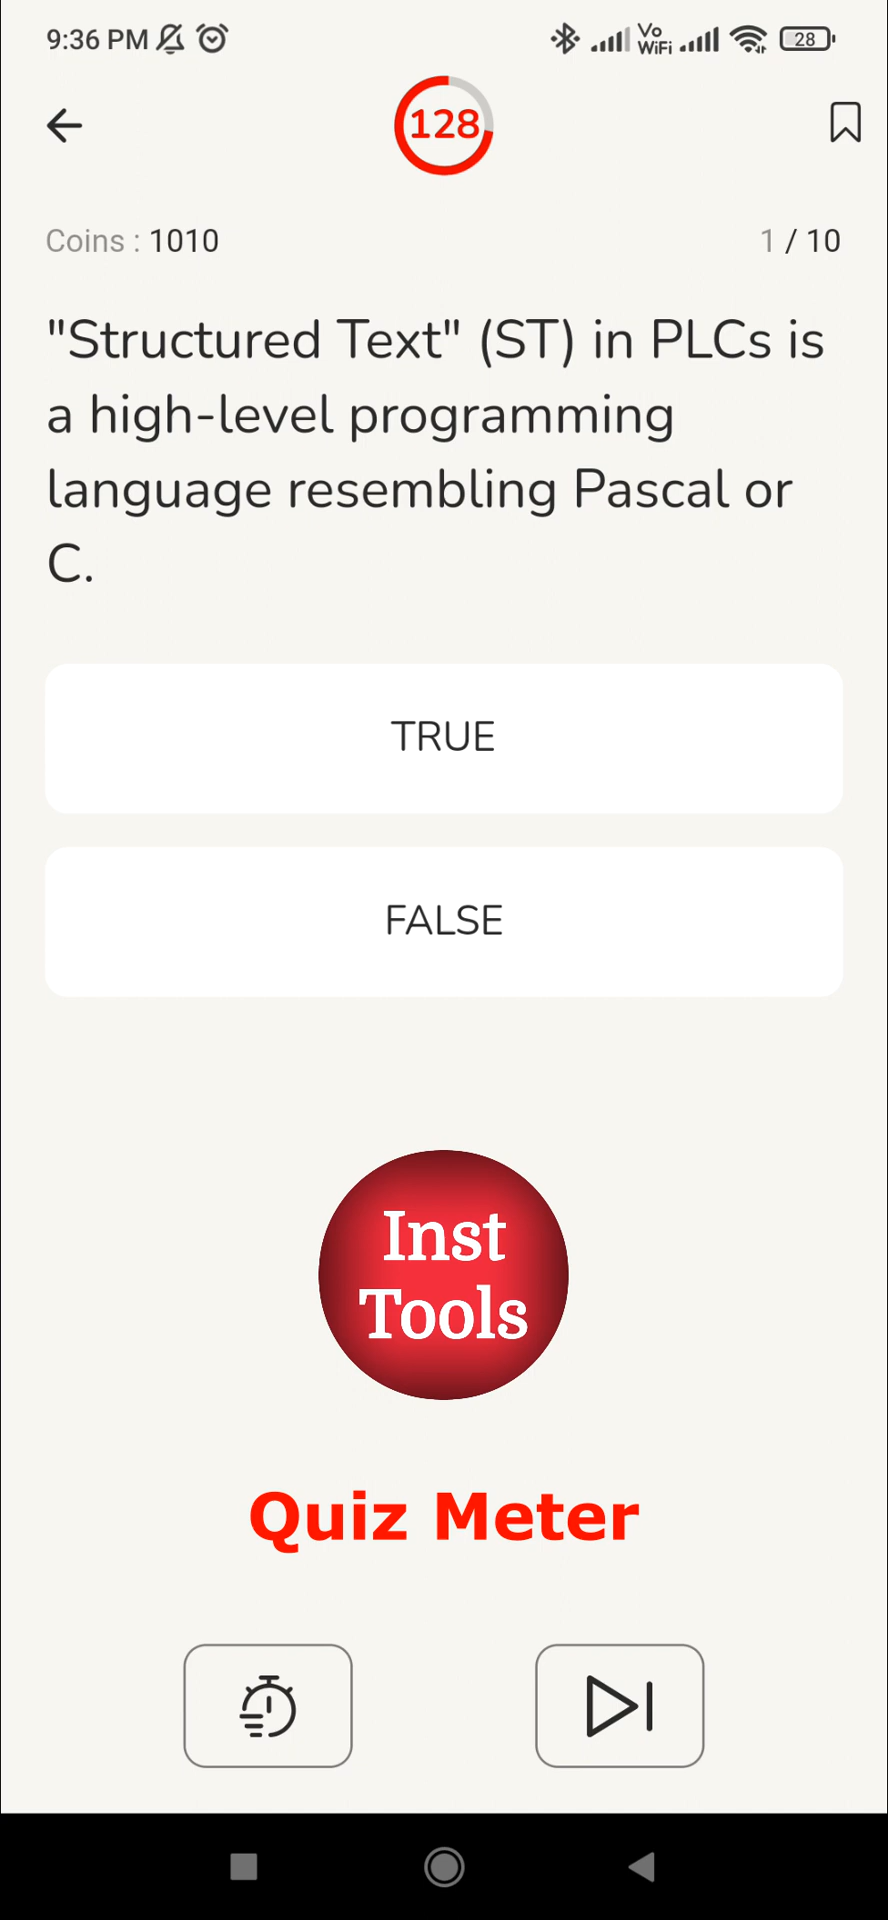 9:36 PM Vo WiFi 28
128
Coins : 1010 1 / 10
"Structured Text" (ST) in PLCs is
a high-level programming
language resembling Pascal or
C.
TRUE
FALSE
Inst
Tools
Quiz Meter